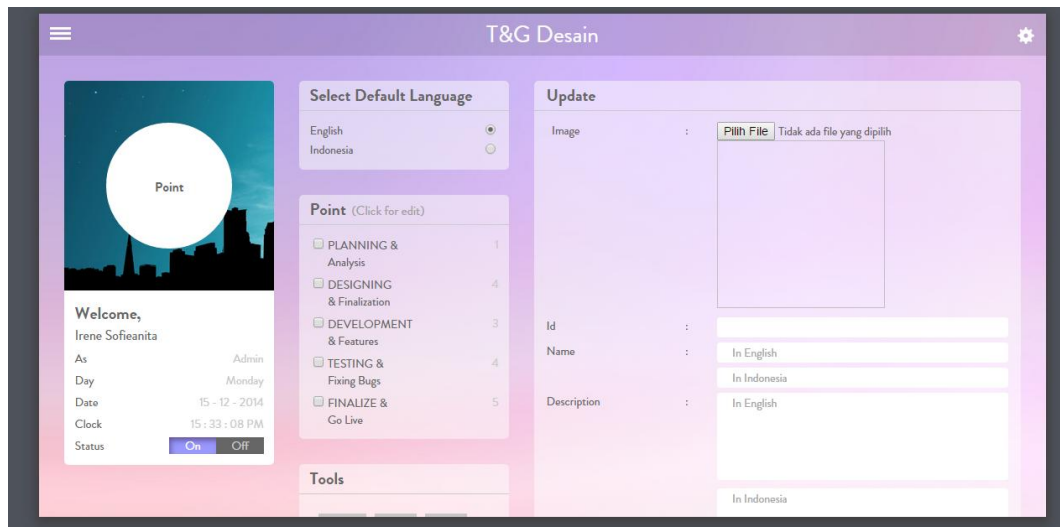 T&G Desain
Point
Welcome,
Irene Sofieanita
As Admin
Day Monday
Date 15 - 12 - 2014
Clock 15 : 33 : 08 PM
Status On Off
Select Default Language
English
Indonesia
Point (Click for edit)
PLANNING & 1
Analysis
DESIGNING 4
& Finalization
DEVELOPMENT 3
& Features
TESTING & 4
Fixing Bugs
FINALIZE & 5
Go Live
Tools
Update
Image : Pilih File Tidak ada file yang dipilih
Id :
Name : In English
In Indonesia
Description : In English
In Indonesia